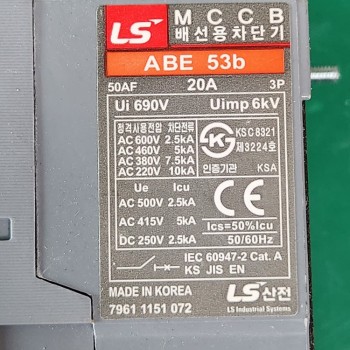 LS MCCB
배선용차단기
ABE 53b
50AF 20A 3P
Ui 690V Uimp 6kV
정격사용전압 차단전류
AC 600V 2.5kA
AC 460V 5kA
AC 380V 7.5kA
AC 220V 10kA
KSC 8321
제3224호
인증기관 KSA
Ue Icu
AC 500V 2.5kA
AC 415V 5kA
DC 250V 2.5kA
CE
Ics=50%Icu
50/60Hz
IEC 60947-2 Cat. A
KS JIS EN
MADE IN KOREA
7961 1151 072
LS산전
LS Industrial Systems